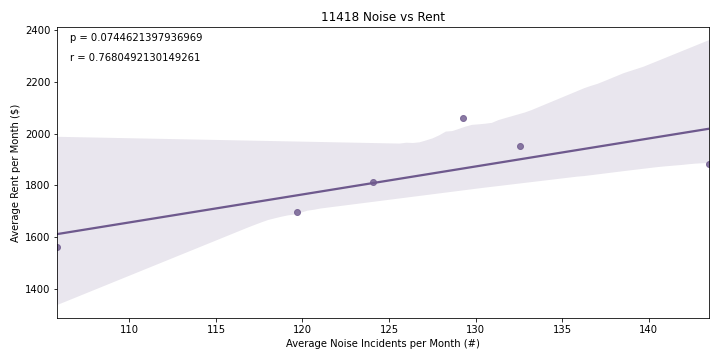 11418 Noise vs Rent
p = 0.0744621397936969
r = 0.7680492130149261
2400
2200
2000
1800
1600
1400
Average Rent per Month ($)
110 115 120 125 130 135 140
Average Noise Incidents per Month (#)